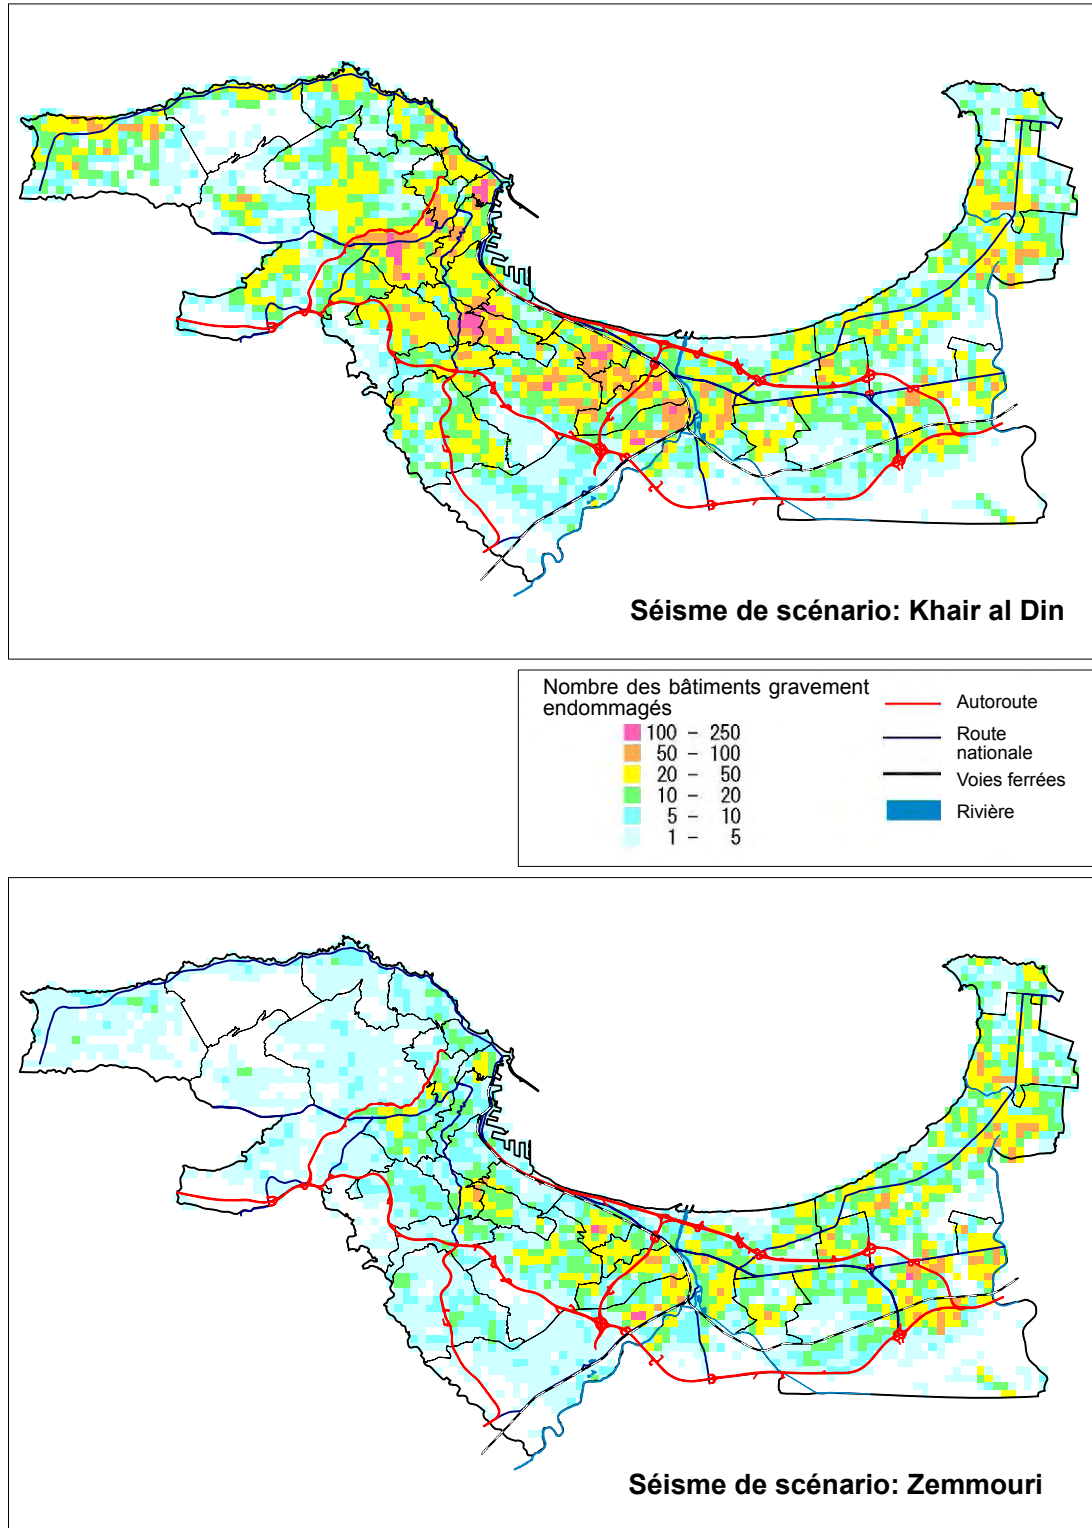 Séisme de scénario: Khair al Din
Nombre des bâtiments gravement
endommagés
100 - 250
50 - 100
20 - 50
10 - 20
5 - 10
1 - 5
Autoroute
Route
nationale
Voies ferrées
Rivière
Séisme de scénario: Zemmouri